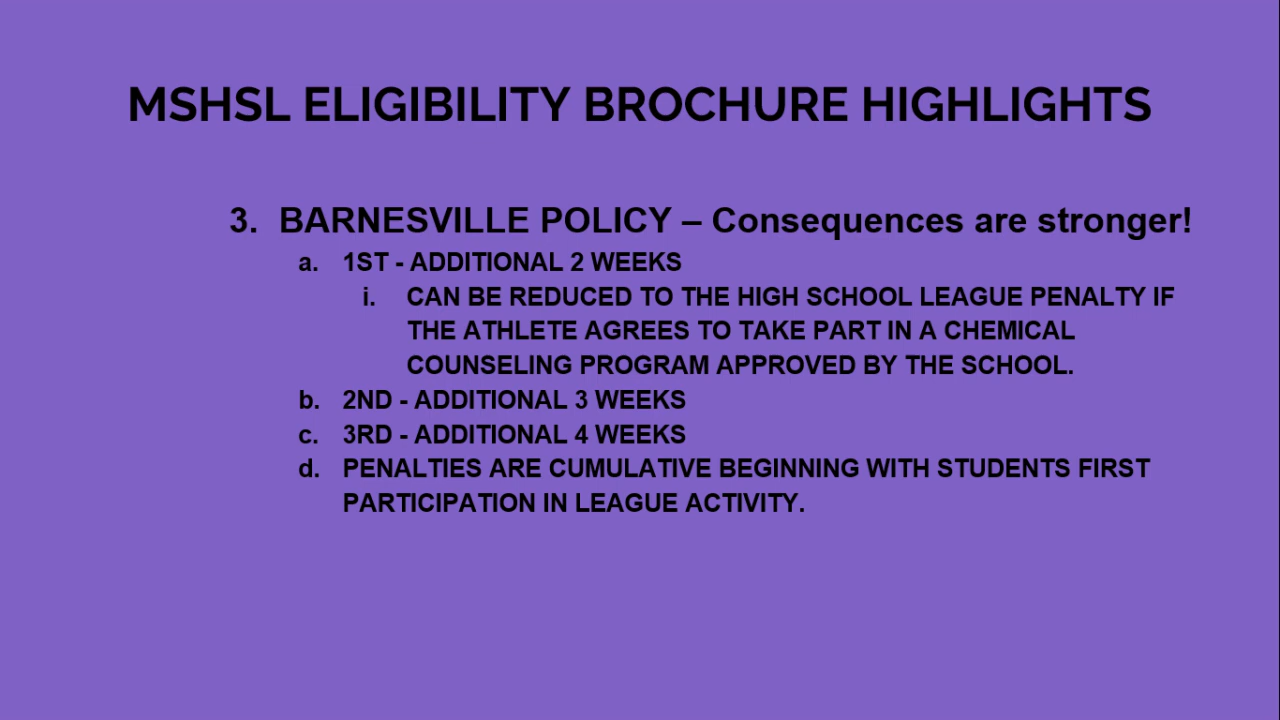 MSHSL ELIGIBILITY BROCHURE HIGHLIGHTS
3. BARNESVILLE POLICY – Consequences are stronger!
a. 1ST - ADDITIONAL 2 WEEKS
i. CAN BE REDUCED TO THE HIGH SCHOOL LEAGUE PENALTY IF
THE ATHLETE AGREES TO TAKE PART IN A CHEMICAL
COUNSELING PROGRAM APPROVED BY THE SCHOOL.
b. 2ND - ADDITIONAL 3 WEEKS
c. 3RD - ADDITIONAL 4 WEEKS
d. PENALTIES ARE CUMULATIVE BEGINNING WITH STUDENTS FIRST
PARTICIPATION IN LEAGUE ACTIVITY.